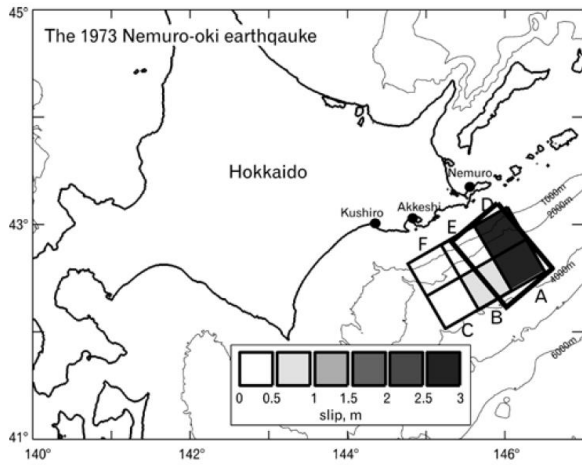 45°
The 1973 Nemuro-oki earthqauke
Hokkaido
Nemuro
Akkeshi
Kushiro
1000m
2000m
D
E
F
43°
4000m
A
B
C
6000m
0 0.5 1 1.5 2 2.5 3
slip, m
41°
140° 142° 144° 146°